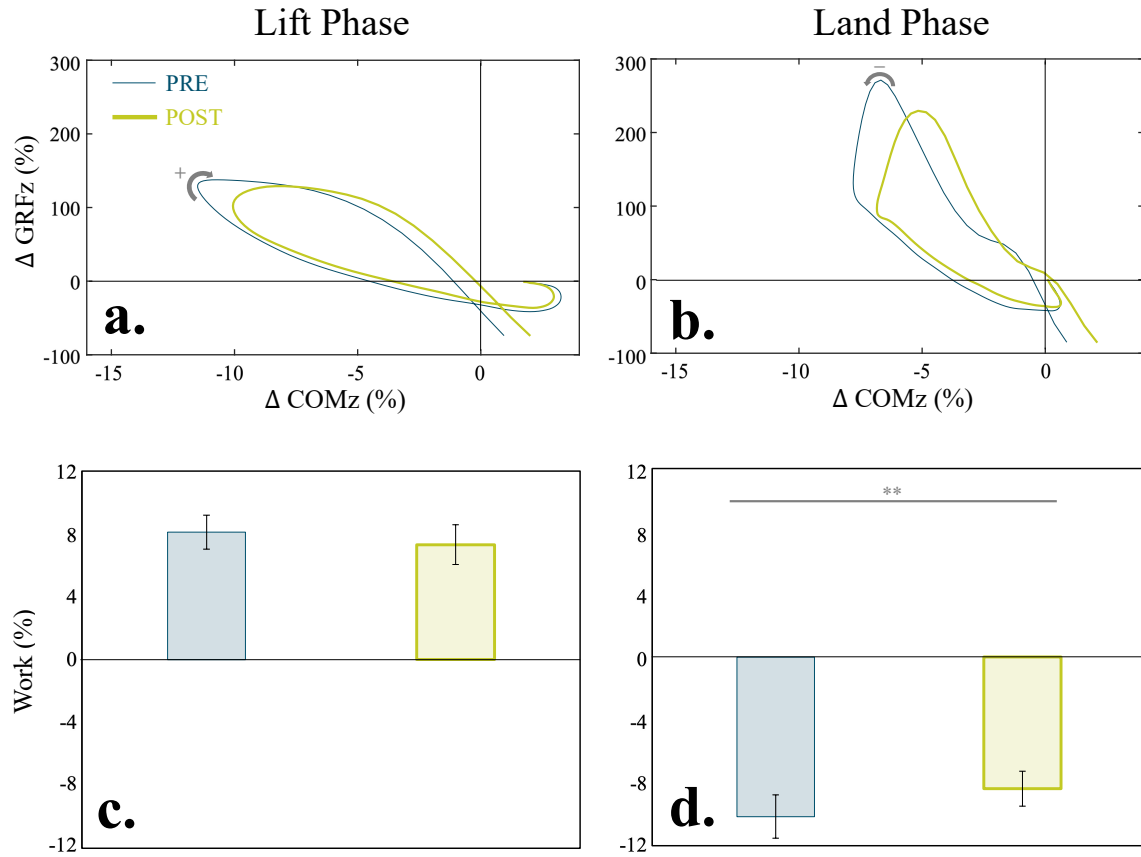 Lift Phase
Land Phase
300
200
100
0
-100
-15
-10
-5
0
Δ GRFz (%)
Δ COMz (%)
PRE
POST
+
a.
300
200
100
0
-100
-15
-10
-5
0
Δ COMz (%)
−
b.
12
8
4
0
-4
-8
-12
Work (%)
c.
12
8
4
0
-4
-8
-12
**
d.